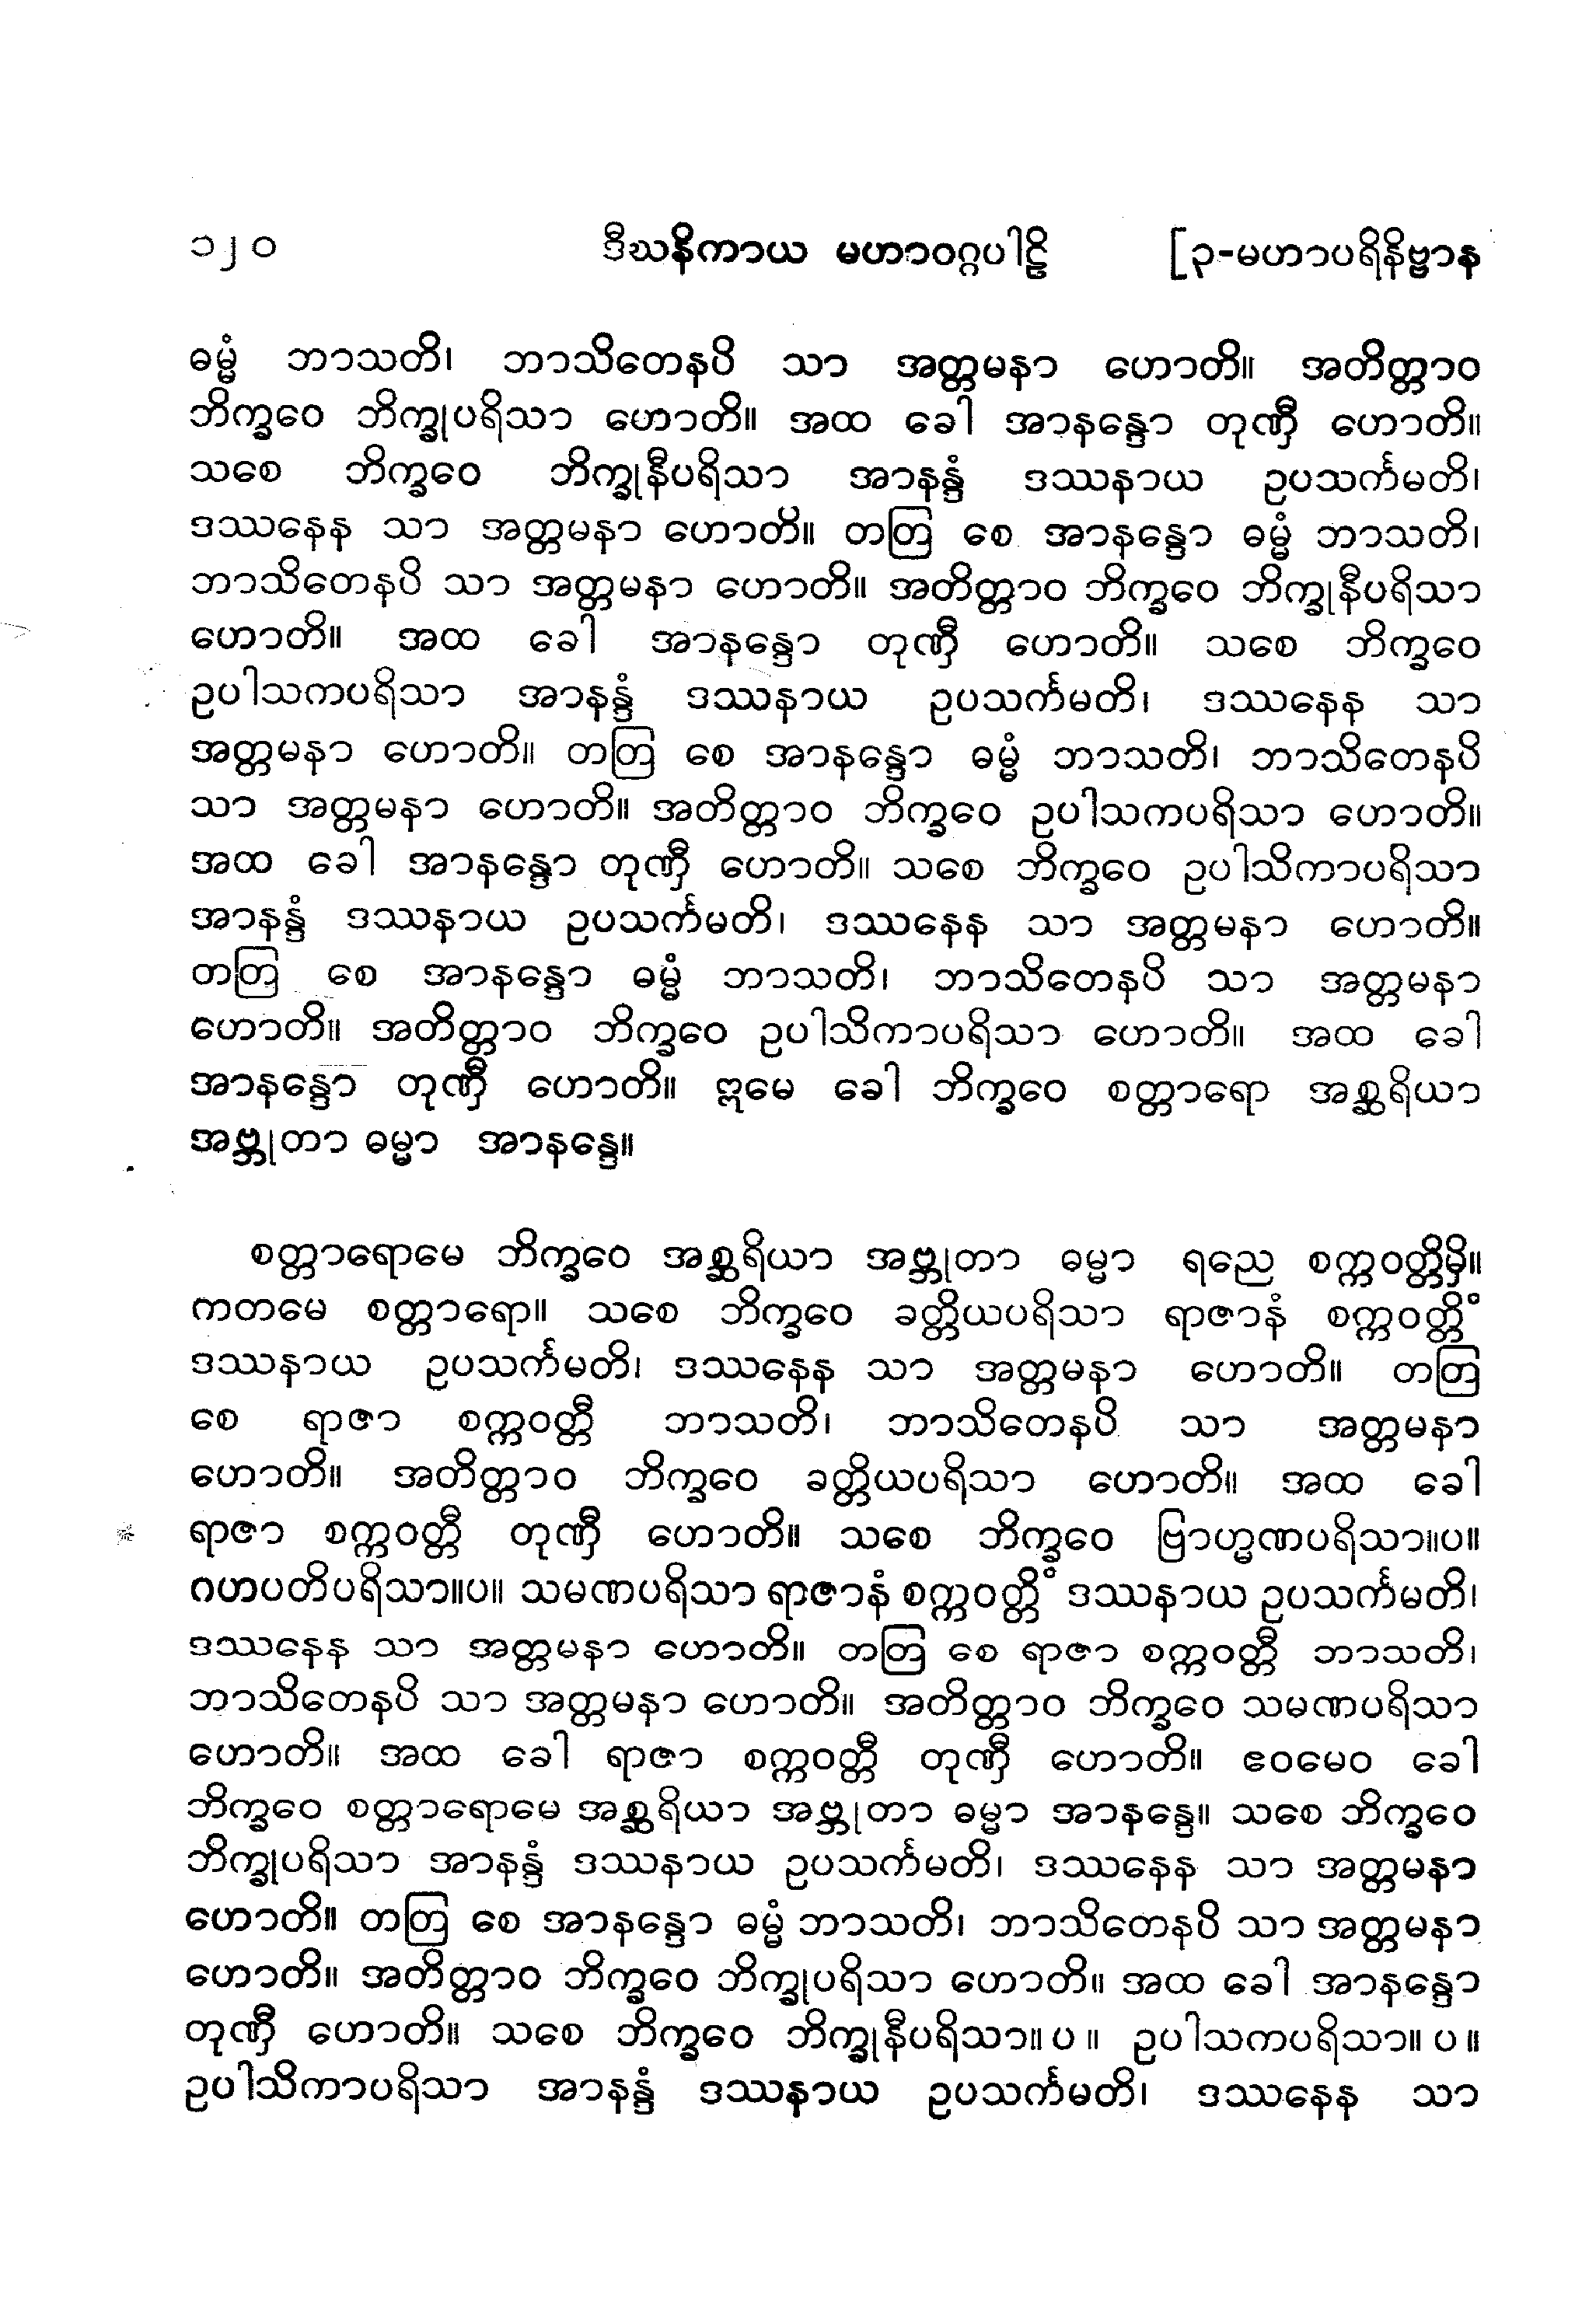 ၁၂၀ ဒီဃနိကာယ မဟာဝဂ္ဂပါဠိ [၃-မဟာပရိနိဗ္ဗာန
ဓမ္မံ ဘာသတိ၊ ဘာသိတေနပိ သာ အတ္တမနာ ဟောတိ။ အတိတ္တာဝ
ဘိက္ခဝေ ဘိက္ခုပရိသာ ဟောတိ။ အထ ခေါ အာနန္ဒော တုဏှီ ဟောတိ။
သစေ ဘိက္ခဝေ ဘိက္ခုနီပရိသာ အာနန္ဒံ ဒဿနာယ ဥပသင်္ကမတိ၊
ဒဿနေန သာ အတ္တမနာ ဟောတိ။ တတြ စေ အာနန္ဒော ဓမ္မံ ဘာသတိ၊
ဘာသိတေနပိ သာ အတ္တမနာ ဟောတိ။ အတိတ္တာဝ ဘိက္ခဝေ ဘိက္ခုနီပရိသာ
ဟောတိ။ အထ ခေါ အာနန္ဒော တုဏှီ ဟောတိ။ သစေ ဘိက္ခဝေ
ဥပါသကပရိသာ အာနန္ဒံ ဒဿနာယ ဥပသင်္ကမတိ၊ ဒဿနေန သာ
အတ္တမနာ ဟောတိ။ တတြ စေ အာနန္ဒော ဓမ္မံ ဘာသတိ၊ ဘာသိတေနပိ
သာ အတ္တမနာ ဟောတိ။ အတိတ္တာဝ ဘိက္ခဝေ ဥပါသကပရိသာ ဟောတိ။
အထ ခေါ အာနန္ဒော တုဏှီ ဟောတိ။ သစေ ဘိက္ခဝေ ဥပါသိကာပရိသာ
အာနန္ဒံ ဒဿနာယ ဥပသင်္ကမတိ၊ ဒဿနေန သာ အတ္တမနာ ဟောတိ။
တတြ စေ အာနန္ဒော ဓမ္မံ ဘာသတိ၊ ဘာသိတေနပိ သာ အတ္တမနာ
ဟောတိ။ အတိတ္တာဝ ဘိက္ခဝေ ဥပါသိကာပရိသာ ဟောတိ။ အထ ခေါ
အာနန္ဒော တုဏှီ ဟောတိ။ ဣမေ ခေါ ဘိက္ခဝေ စတ္တာရော အစ္ဆရိယာ
အဗ္ဘုတာ ဓမ္မာ အာနန္ဒေ။
စတ္တာရောမေ ဘိက္ခဝေ အစ္ဆရိယာ အဗ္ဘုတာ ဓမ္မာ ရညေ စက္ကဝတ္တိမှိ။
ကတမေ စတ္တာရော။ သစေ ဘိက္ခဝေ ခတ္တိယပရိသာ ရာဇာနံ စက္ကဝတ္တိံ
ဒဿနာယ ဥပသင်္ကမတိ၊ ဒဿနေန သာ အတ္တမနာ ဟောတိ။ တတြ
စေ ရာဇာ စက္ကဝတ္တီ ဘာသတိ၊ ဘာသိတေနပိ သာ အတ္တမနာ
ဟောတိ။ အတိတ္တာဝ ဘိက္ခဝေ ခတ္တိယပရိသာ ဟောတိ။ အထ ခေါ
ရာဇာ စက္ကဝတ္တီ တုဏှီ ဟောတိ။ သစေ ဘိက္ခဝေ ဗြာဟ္မဏပရိသာ။ပ။
ဂဟပတိပရိသာ။ပ။ သမဏပရိသာ ရာဇာနံ စက္ကဝတ္တိံ ဒဿနာယ ဥပသင်္ကမတိ၊
ဒဿနေန သာ အတ္တမနာ ဟောတိ။ တတြ စေ ရာဇာ စက္ကဝတ္တီ ဘာသတိ၊
ဘာသိတေနပိ သာ အတ္တမနာ ဟောတိ။ အတိတ္တာဝ ဘိက္ခဝေ သမဏပရိသာ
ဟောတိ။ အထ ခေါ ရာဇာ စက္ကဝတ္တီ တုဏှီ ဟောတိ။ ဧဝမေဝ ခေါ
ဘိက္ခဝေ စတ္တာရောမေ အစ္ဆရိယာ အဗ္ဘုတာ ဓမ္မာ အာနန္ဒေ။ သစေ ဘိက္ခဝေ
ဘိက္ခုပရိသာ အာနန္ဒံ ဒဿနာယ ဥပသင်္ကမတိ၊ ဒဿနေန သာ အတ္တမနာ
ဟောတိ။ တတြ စေ အာနန္ဒော ဓမ္မံ ဘာသတိ၊ ဘာသိတေနပိ သာ အတ္တမနာ
ဟောတိ။ အတိတ္တာဝ ဘိက္ခဝေ ဘိက္ခုပရိသာ ဟောတိ။ အထ ခေါ အာနန္ဒော
တုဏှီ ဟောတိ။ သစေ ဘိက္ခဝေ ဘိက္ခုနီပရိသာ။ ပ ။ ဥပါသကပရိသာ။ ပ ။
ဥပါသိကာပရိသာ အာနန္ဒံ ဒဿနာယ ဥပသင်္ကမတိ၊ ဒဿနေန သာ